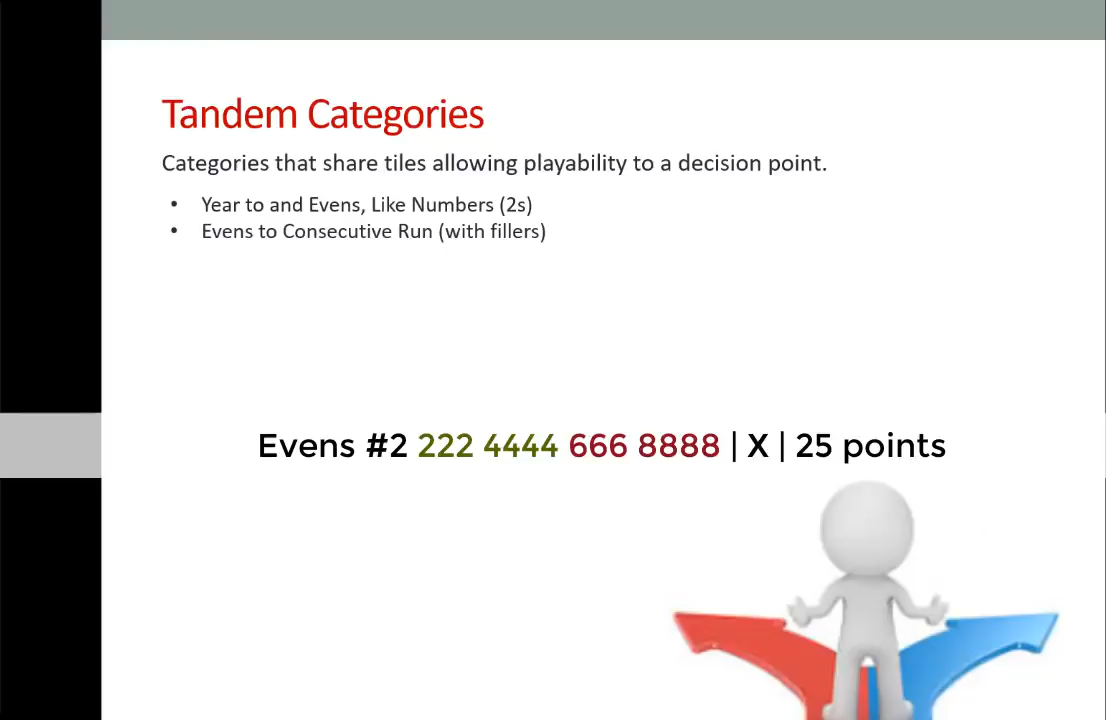 Tandem Categories
Categories that share tiles allowing playability to a decision point.
• Year to and Evens, Like Numbers (2s)
• Evens to Consecutive Run (with fillers)
Evens #2 222 4444 666 8888 | X | 25 points